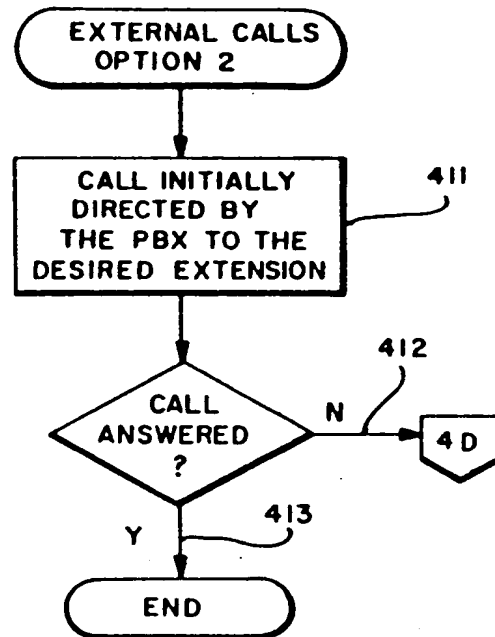 EXTERNAL CALLS
OPTION 2
CALL INITIALLY
DIRECTED BY
THE PBX TO THE
DESIRED EXTENSION
411
CALL
ANSWERED
?
N
412
4D
Y
413
END